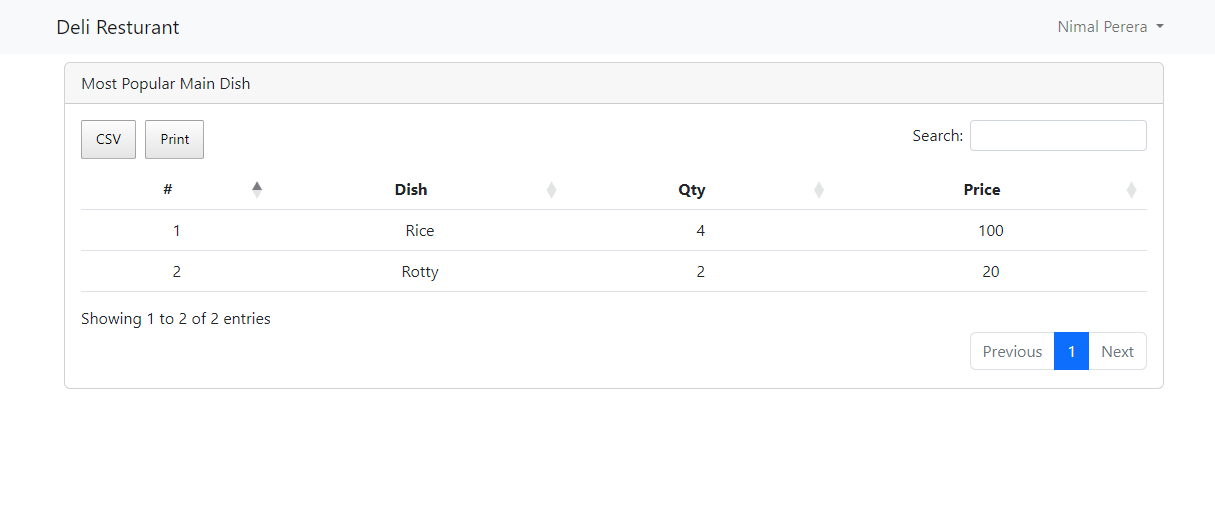 Deli Resturant Nimal Perera
Most Popular Main Dish
CSV Print Search:
# Dish Qty Price
1 Rice 4 100
2 Rotty 2 20
Showing 1 to 2 of 2 entries
Previous 1 Next